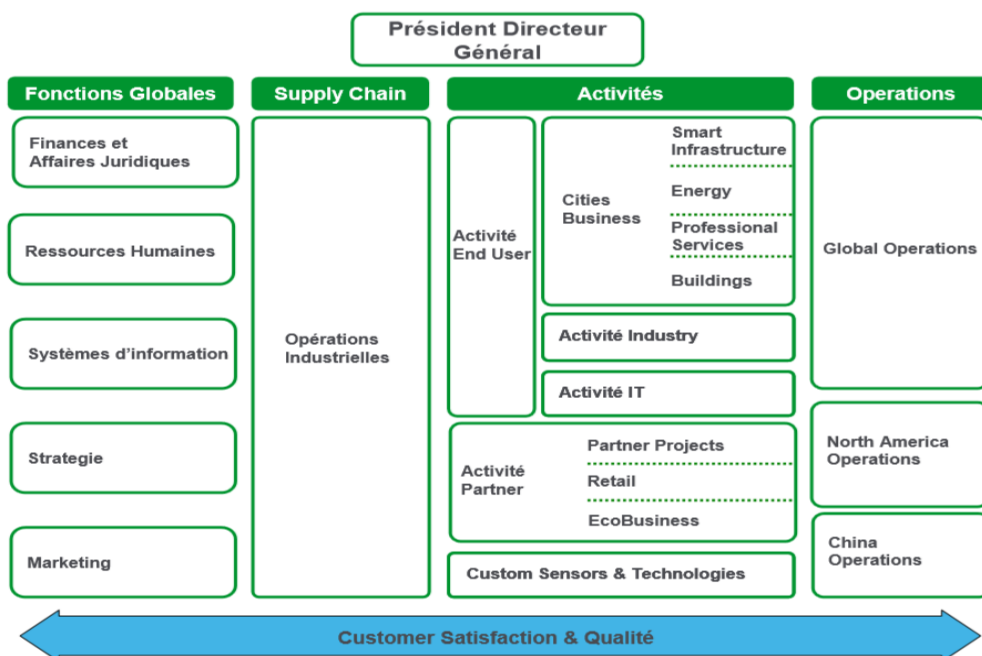 Président Directeur
Général
Fonctions Globales
Supply Chain
Activités
Operations
Finances et
Affaires Juridiques
Ressources Humaines
Systèmes d'information
Strategie
Marketing
Opérations
Industrielles
Activité
End User
Cities
Business
Smart
Infrastructure
Energy
Professional
Services
Buildings
Activité Industry
Activité IT
Activité
Partner
Partner Projects
Retail
EcoBusiness
Custom Sensors & Technologies
Global Operations
North America
Operations
China
Operations
Customer Satisfaction & Qualité